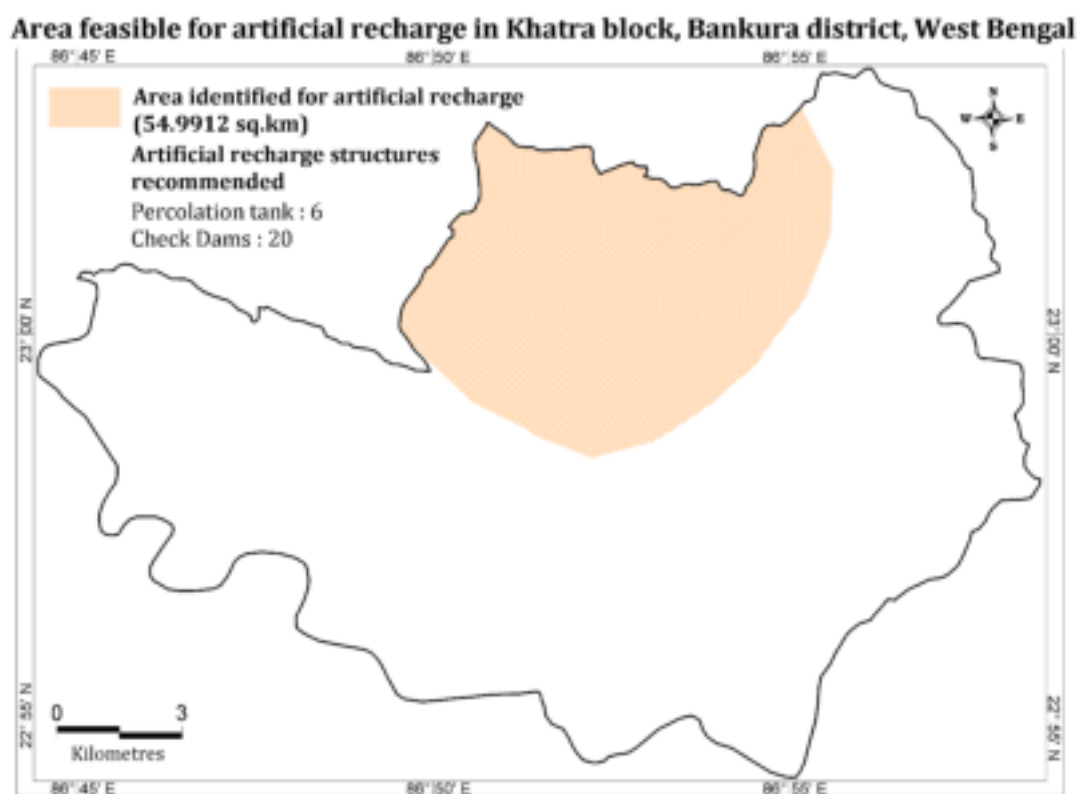 Area feasible for artificial recharge in Khatra block, Bankura district, West Bengal
86° 45' E
86° 50' E
86° 55' E
Area identified for artificial recharge
(54.9912 sq.km)
Artificial recharge structures
recommended
Percolation tank : 6
Check Dams : 20
N
W
E
S
23° 00' N
23° 00' N
22° 55' N
22° 55' N
0
3
Kilometres
86° 45' E
86° 50' E
86° 55' E